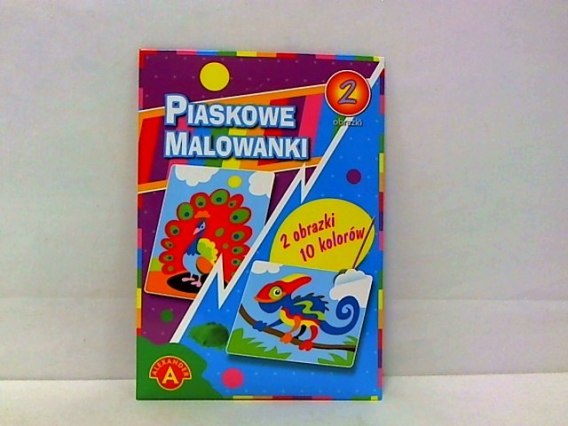 2
obrazki
PIASKOWE
MALOWANKI
2 obrazki
10 kolorów
ALEXANDER
A